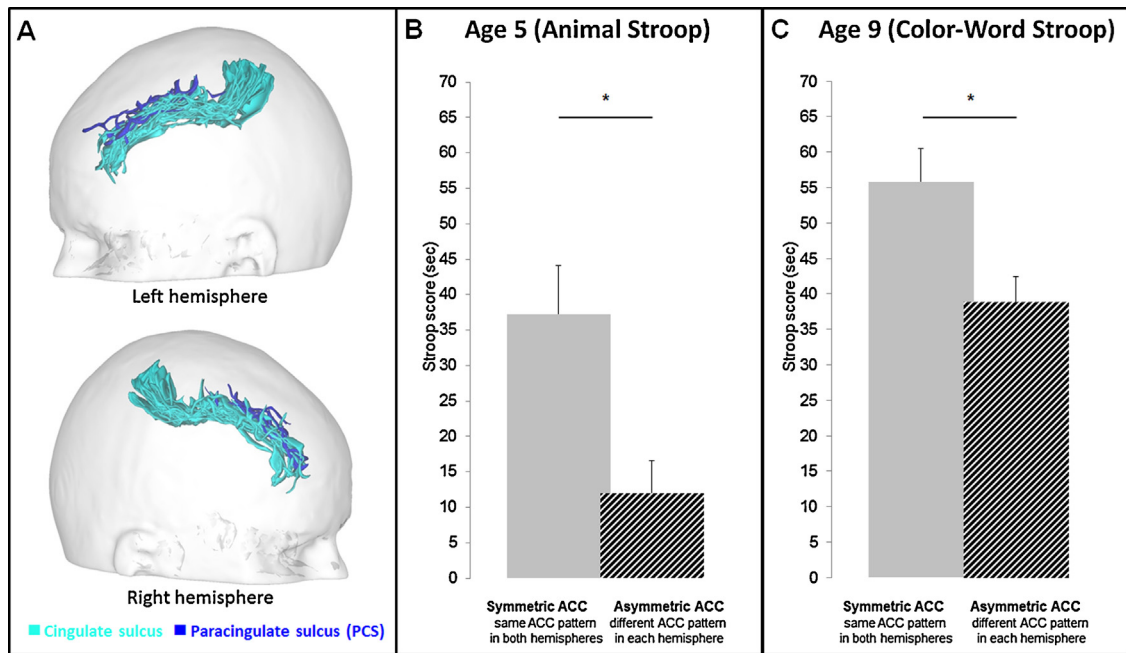 A
Left hemisphere
Right hemisphere
Cingulate sulcus Paracingulate sulcus (PCS)
B Age 5 (Animal Stroop)
*
Stroop score (sec)
70
65
60
55
50
45
40
35
30
25
20
15
10
5
0
Symmetric ACC
same ACC pattern
in both hemispheres
Asymmetric ACC
different ACC pattern
in each hemisphere
C Age 9 (Color-Word Stroop)
*
Stroop score (sec)
70
65
60
55
50
45
40
35
30
25
20
15
10
5
0
Symmetric ACC
same ACC pattern
in both hemispheres
Asymmetric ACC
different ACC pattern
in each hemisphere